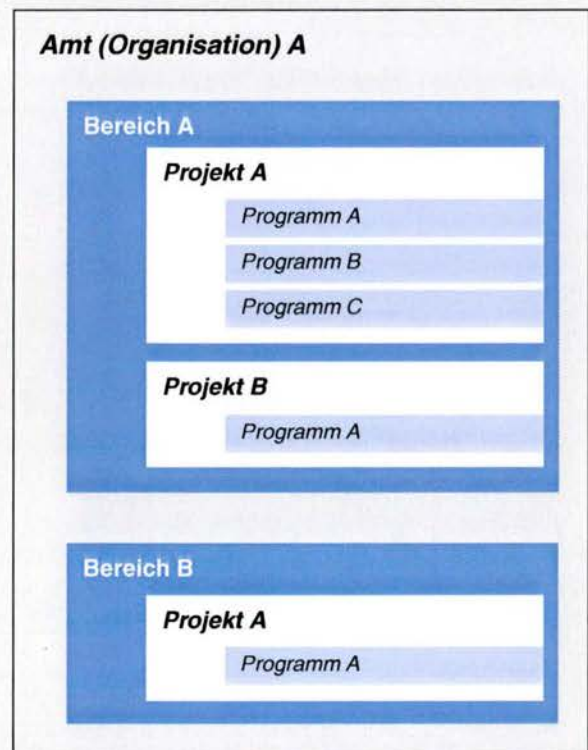 Amt (Organisation) A
Bereich A
Projekt A
Programm A
Programm B
Programm C
Projekt B
Programm A
Bereich B
Projekt A
Programm A